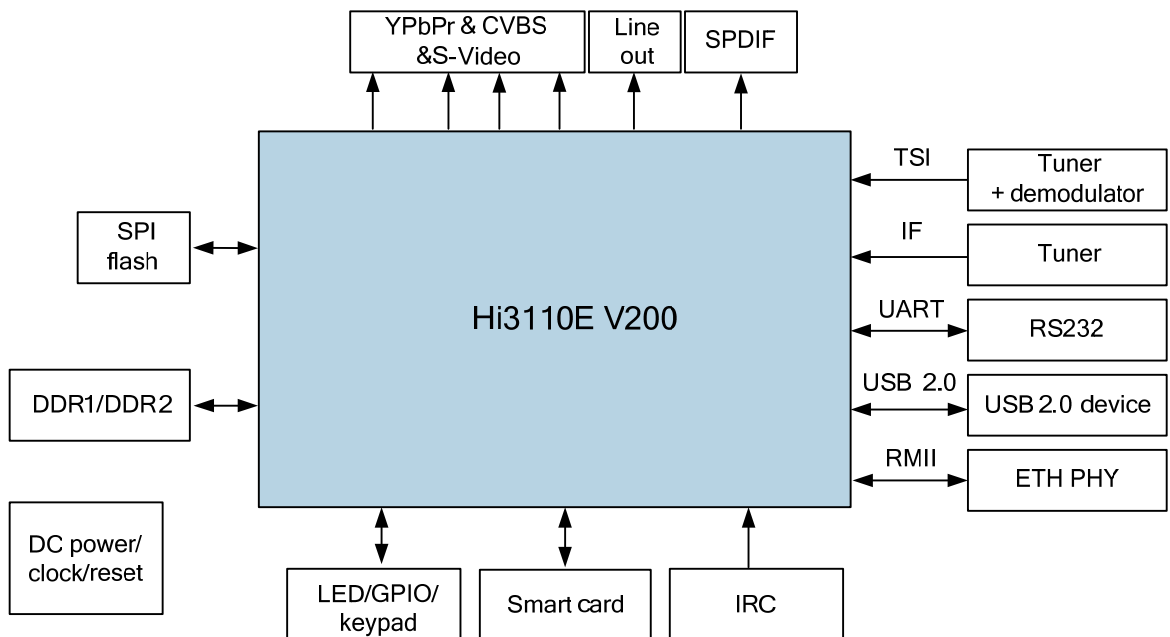 YPbPr & CVBS
&S-Video
Line
out
SPDIF
TSI
Tuner
+ demodulator
SPI
flash
IF
Tuner
Hi3110E V200
UART
RS232
DDR1/DDR2
USB 2.0
USB 2.0 device
RMII
ETH PHY
DC power/
clock/reset
LED/GPIO/
keypad
Smart card
IRC